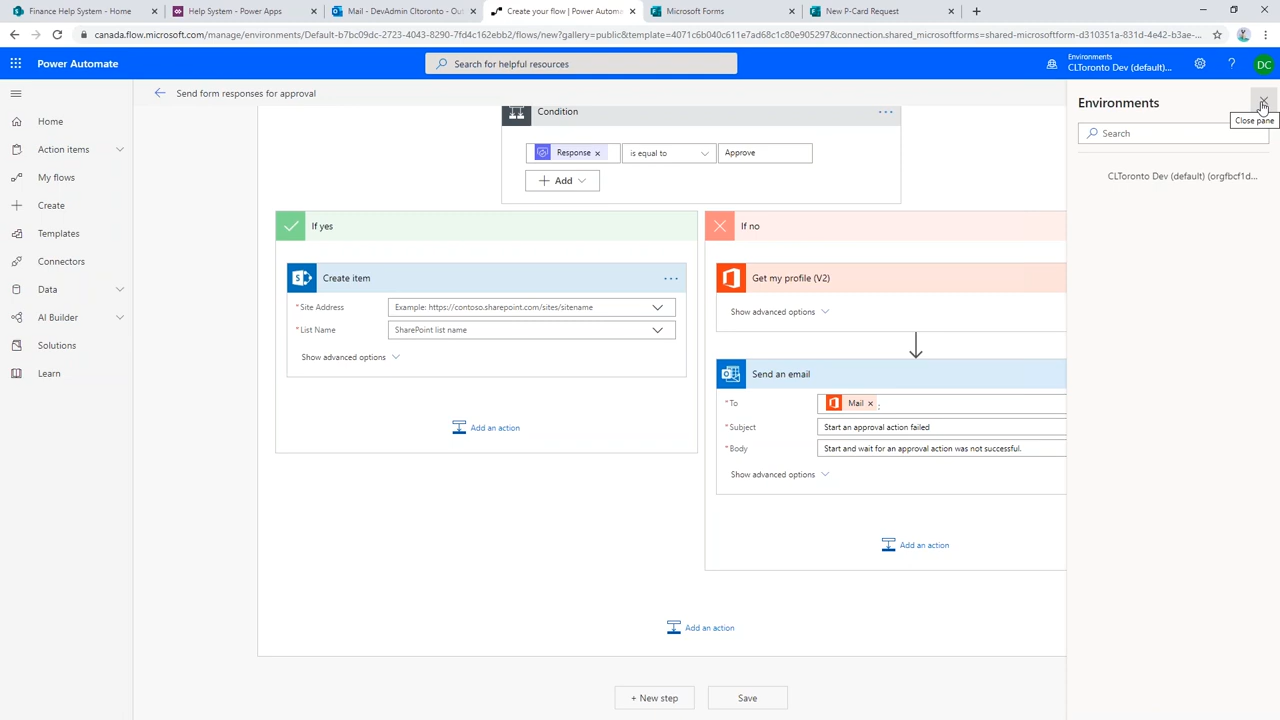 Finance Help System - Home
Help System - Power Apps
Mail - DevAdmin Cltoronto - Out
Create your flow | Power Automate
Microsoft Forms
New P-Card Request
canada.flow.microsoft.com/manage/environments/Default-b7bc09dc-2723-4043-8290-7fd4c162ebb2/flows/new?gallery=public&template=4071c6b040c611e7ad68c1c80e905297&connection.shared_microsoftforms=shared-microsoftform-d310351a-831d-4e42-b3ae-...
Power Automate
Search for helpful resources
Environments
CLToronto Dev (default)...
DC
Send form responses for approval
Environments
Close pane
Search
CLToronto Dev (default) (orgfbcf1d...
Home
Action items
My flows
Create
Templates
Connectors
Data
AI Builder
Solutions
Learn
Condition
Response
is equal to
Approve
Add
If yes
If no
Create item
* Site Address
Example: https://contoso.sharepoint.com/sites/sitename
* List Name
SharePoint list name
Show advanced options
Add an action
Get my profile (V2)
Show advanced options
Send an email
* To
Mail ;
* Subject
Start an approval action failed
* Body
Start and wait for an approval action was not successful.
Show advanced options
Add an action
Add an action
+ New step
Save